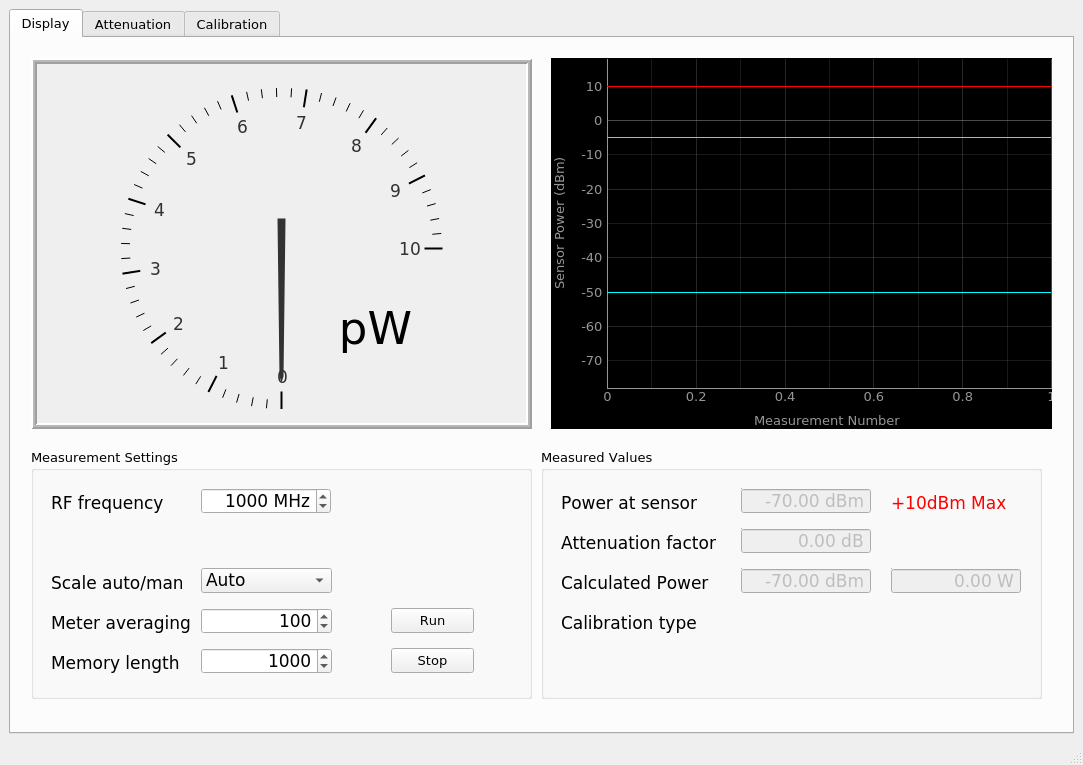 Display Attenuation Calibration
0
1
2
3
4
5
6
7
8
9
10
pW
Sensor Power (dBm)
10
0
-10
-20
-30
-40
-50
-60
-70
0 0.2 0.4 0.6 0.8 1
Measurement Number
Measurement Settings
RF frequency 1000 MHz
Scale auto/man Auto
Meter averaging 100 Run
Memory length 1000 Stop
Measured Values
Power at sensor -70.00 dBm +10dBm Max
Attenuation factor 0.00 dB
Calculated Power -70.00 dBm 0.00 W
Calibration type